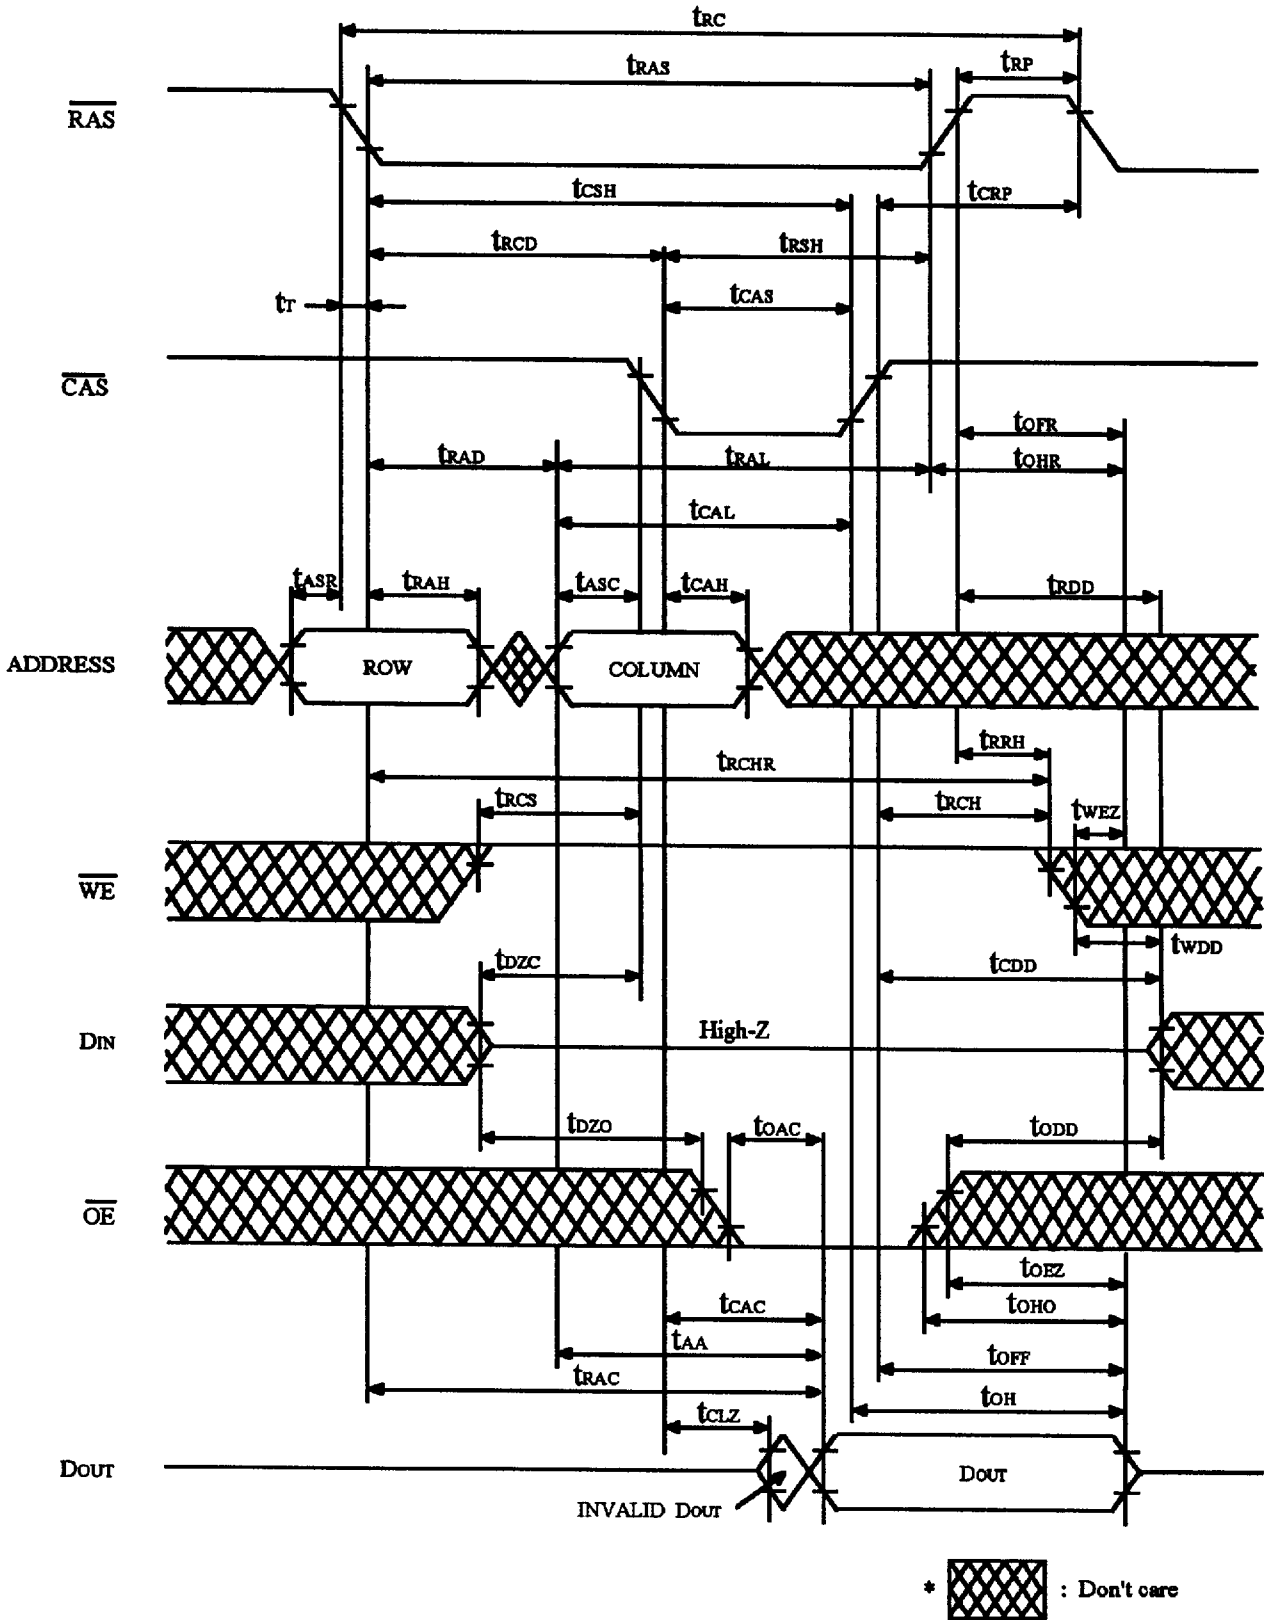 tRC
tRAS
tRP
RAS
tCSH
tCRP
tRCD
tRSH
tT
tCAS
CAS
tOFR
tRAD
tRAL
tOHR
tCAL
tASR
tRAH
tASC
tCAH
tRDD
ADDRESS
ROW
COLUMN
tRRH
tRCHR
tRCS
tRCH
tWEZ
WE
tWDD
tDZC
tCDD
DIN
High-Z
tDZO
tOAC
tODD
OE
tOEZ
tCAC
tOHO
tAA
tOFF
tRAC
tOH
tCLZ
DOUT
DOUT
INVALID DOUT
* : Don't care